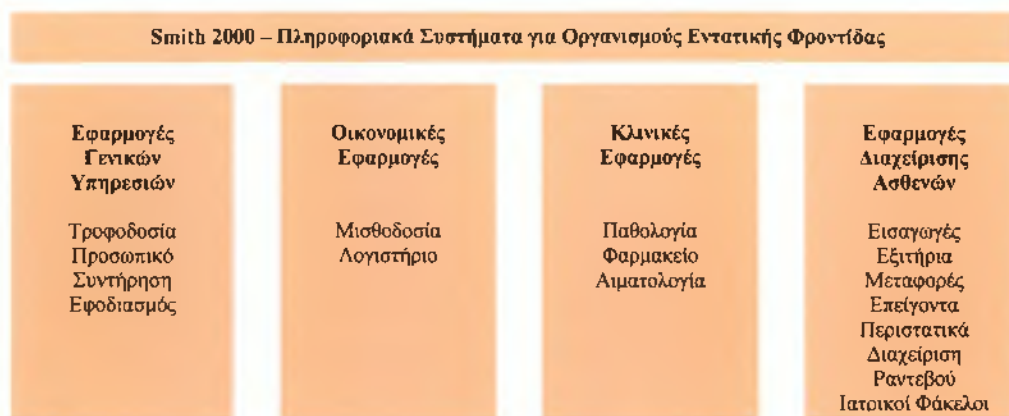 Smith 2000 – Πληροφοριακά Συστήματα για Οργανισμούς Εντατικής Φροντίδας
Εφαρμογές
Γενικών
Υπηρεσιών
Τροφοδοσία
Προσωπικό
Συντήρηση
Εφοδιασμός
Οικονομικές
Εφαρμογές
Μισθοδοσία
Λογιστήριο
Κλινικές
Εφαρμογές
Παθολογία
Φαρμακείο
Αιματολογία
Εφαρμογές
Διαχείρισης
Ασθενών
Εισαγωγές
Εξιτήρια
Μεταφορές
Επείγοντα
Περιστατικά
Διαχείριση
Ραντεβού
Ιατρικοί Φάκελοι